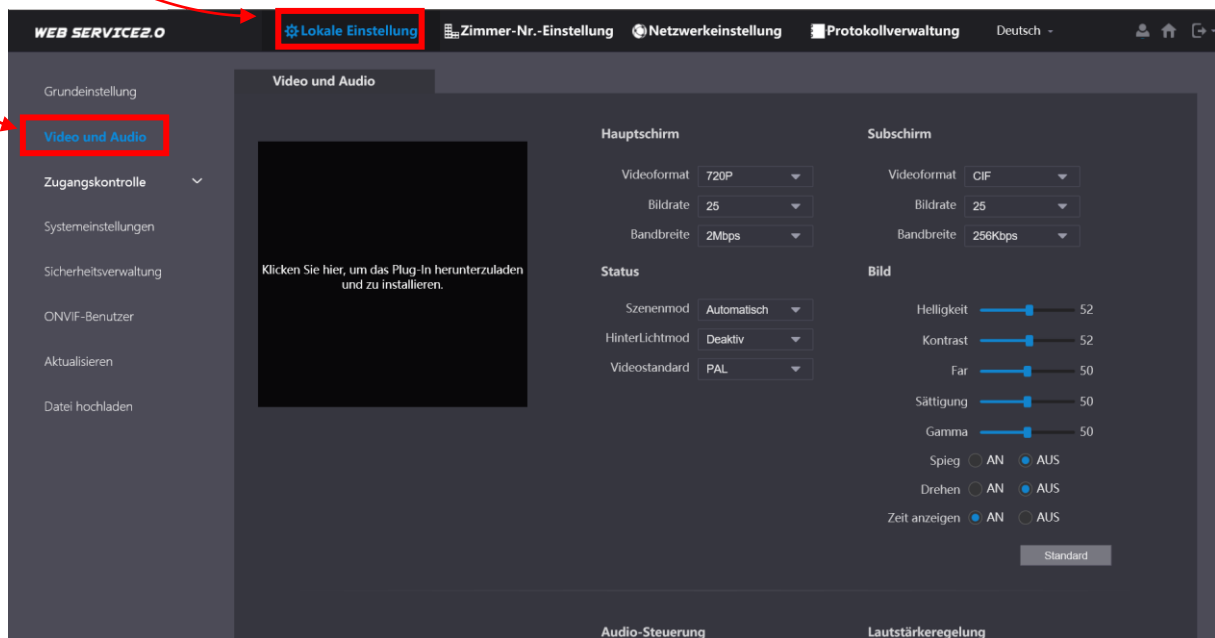 WEB SERVICE2.0 Lokale Einstellung Zimmer-Nr.-Einstellung Netzwerkeinstellung Protokollverwaltung Deutsch
Grundeinstellung
Video und Audio
Zugangskontrolle
Systemeinstellungen
Sicherheitsverwaltung
ONVIF-Benutzer
Aktualisieren
Datei hochladen
Video und Audio
Klicken Sie hier, um das Plug-In herunterzuladen
und zu installieren.
Hauptschirm
Videoformat 720P
Bildrate 25
Bandbreite 2Mbps
Status
Szenenmod Automatisch
HinterLichtmod Deaktiv
Videostandard PAL
Subschirm
Videoformat CIF
Bildrate 25
Bandbreite 256Kbps
Bild
Helligkeit 52
Kontrast 52
Far 50
Sättigung 50
Gamma 50
Spieg AN AUS
Drehen AN AUS
Zeit anzeigen AN AUS
Standard
Audio-Steuerung
Lautstärkeregelung